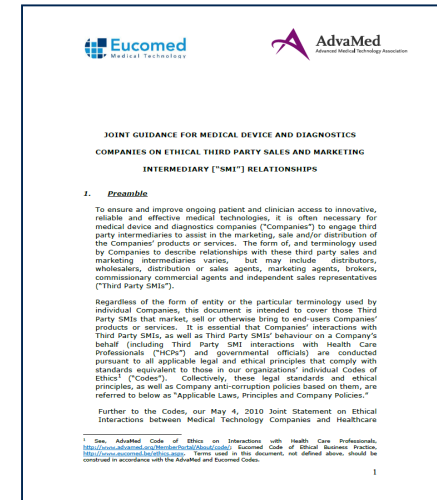 Eucomed
Medical Technology
AdvaMed
Advanced Medical Technology Association
JOINT GUIDANCE FOR MEDICAL DEVICE AND DIAGNOSTICS
COMPANIES ON ETHICAL THIRD PARTY SALES AND MARKETING
INTERMEDIARY ["SMI"] RELATIONSHIPS
1. Preamble
To ensure and improve ongoing patient and clinician access to innovative,
reliable and effective medical technologies, it is often necessary for
medical device and diagnostics companies ("Companies") to engage third
party intermediaries to assist in the marketing, sale and/or distribution of
the Companies' products or services. The form of, and terminology used
by Companies to describe relationships with these third party sales and
marketing intermediaries varies, but may include distributors,
wholesalers, distribution or sales agents, marketing agents, brokers,
commissionary commercial agents and independent sales representatives
("Third Party SMIs").
Regardless of the form of entity or the particular terminology used by
individual Companies, this document is intended to cover those Third
Party SMIs that market, sell or otherwise bring to end-users Companies'
products or services. It is essential that Companies' interactions with
Third Party SMIs, as well as Third Party SMIs' behaviour on a Company's
behalf (including Third Party SMI interactions with Health Care
Professionals ("HCPs") and governmental officials) are conducted
pursuant to all applicable legal and ethical principles that comply with
standards equivalent to those in our organizations' individual Codes of
Ethics¹ ("Codes"). Collectively, these legal standards and ethical
principles, as well as Company anti-corruption policies based on them, are
referred to below as "Applicable Laws, Principles and Company Policies."
Further to the Codes, our May 4, 2010 Joint Statement on Ethical
Interactions between Medical Technology Companies and Healthcare
¹ See, AdvaMed Code of Ethics on Interactions with Health Care Professionals,
http://www.advamed.org/MemberPortal/About/code/; Eucomed Code of Ethical Business Practice,
http://www.eucomed.be/ethics.aspx. Terms used in this document, not defined above, should be
construed in accordance with the AdvaMed and Eucomed Codes.
1